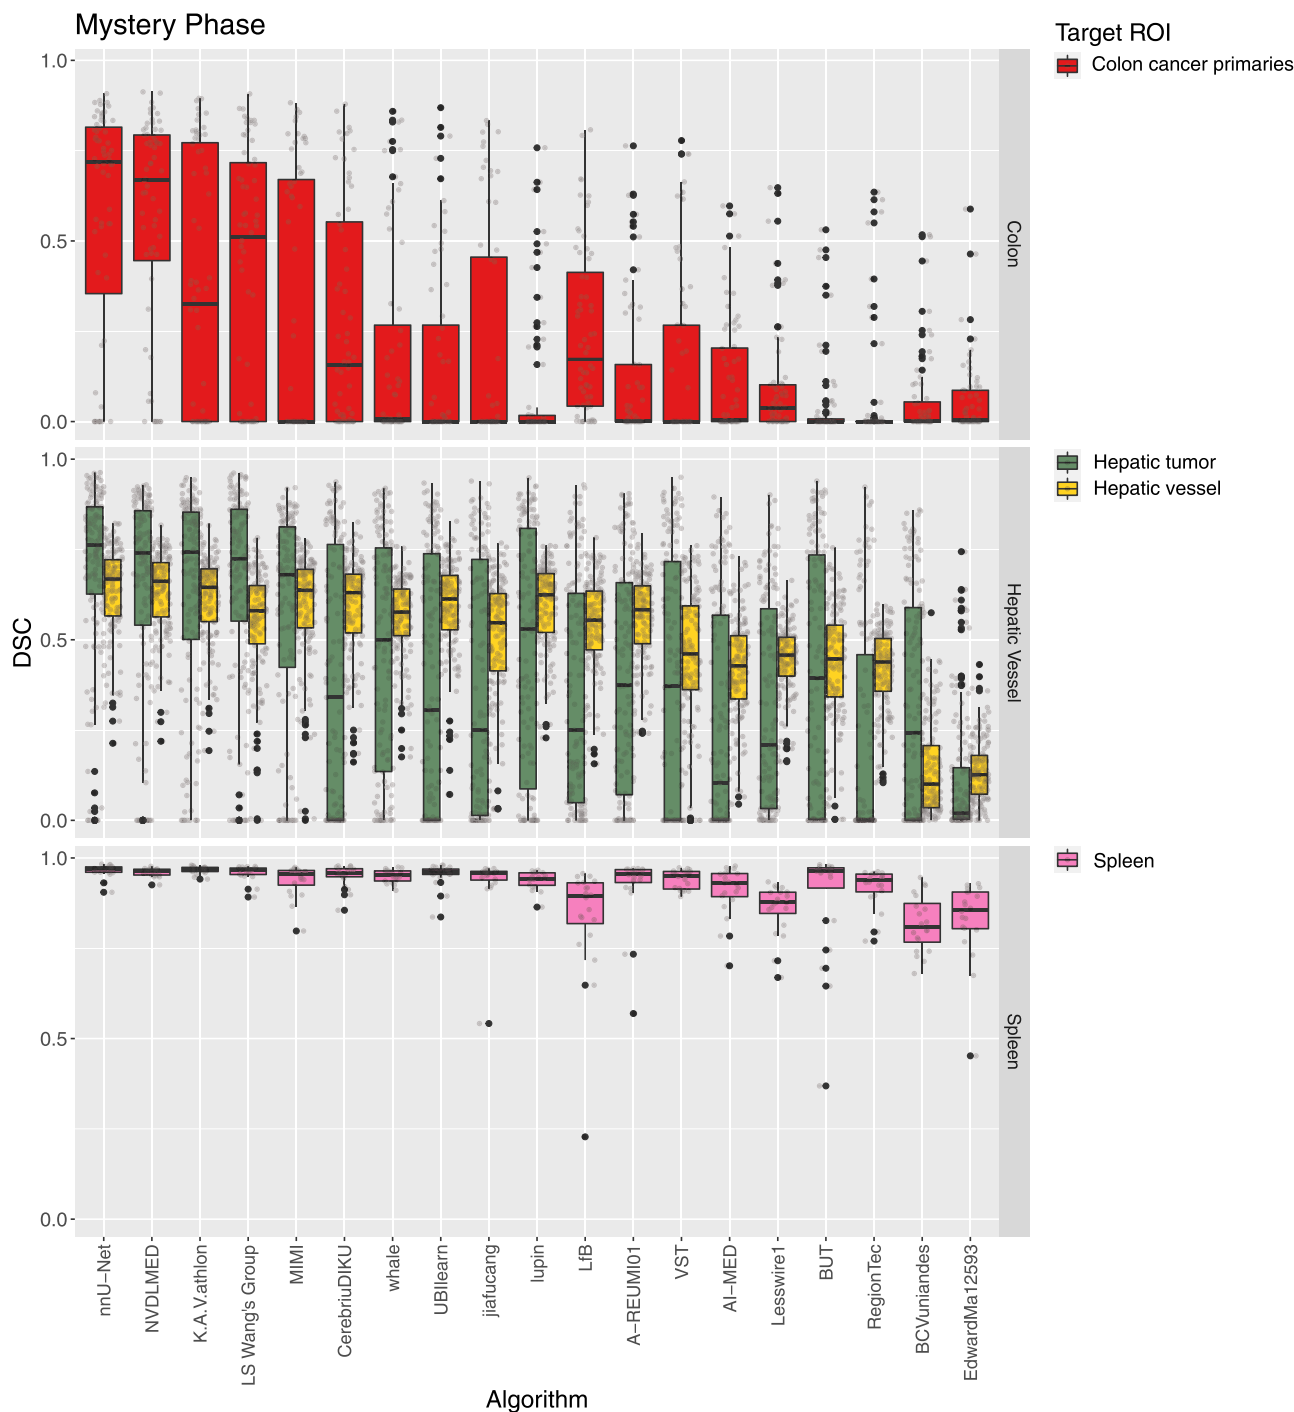 Mystery Phase
Target ROI
Colon cancer primaries
1.0
0.5
0.0
Colon
Hepatic tumor
Hepatic vessel
1.0
0.5
0.0
Hepatic Vessel
DSC
Spleen
1.0
0.5
0.0
Spleen
nnU-Net
NVDLMED
K.A.V.athlon
LS Wang's Group
MIMI
CerebriuDIKU
whale
UBIlearn
jiafucang
lupin
LfB
A-REUMI01
VST
AI-MED
Lesswire1
BUT
RegionTec
BCVuniandes
EdwardMa12593
Algorithm